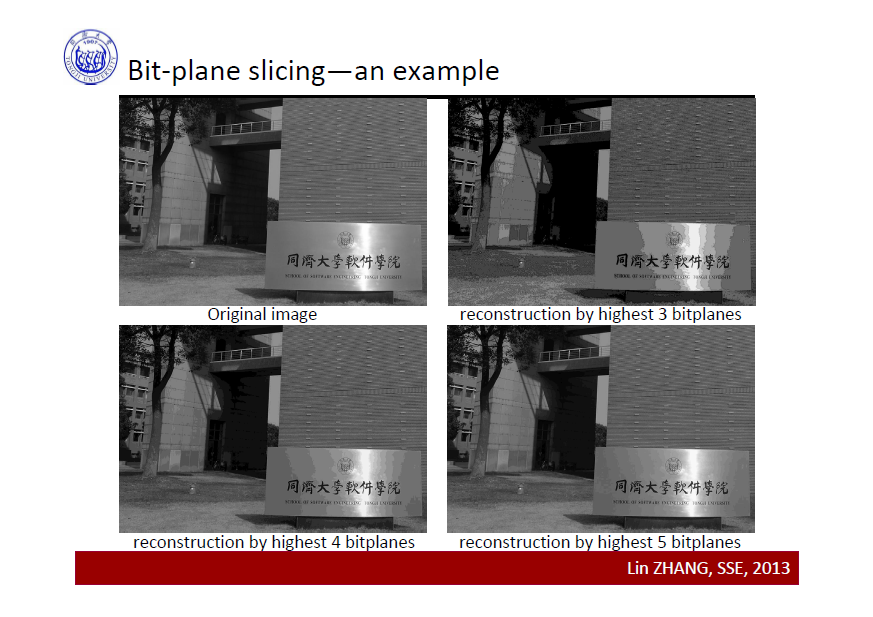 Bit-plane slicing—an example
同濟大學軟件學院
SCHOOL OF SOFTWARE ENGINEERING TONGJI UNIVERSITY
同濟大學軟件學院
SCHOOL OF SOFTWARE ENGINEERING TONGJI UNIVERSITY
Original image
reconstruction by highest 3 bitplanes
同濟大學軟件學院
SCHOOL OF SOFTWARE ENGINEERING TONGJI UNIVERSITY
同濟大學軟件學院
SCHOOL OF SOFTWARE ENGINEERING TONGJI UNIVERSITY
reconstruction by highest 4 bitplanes
reconstruction by highest 5 bitplanes
Lin ZHANG, SSE, 2013